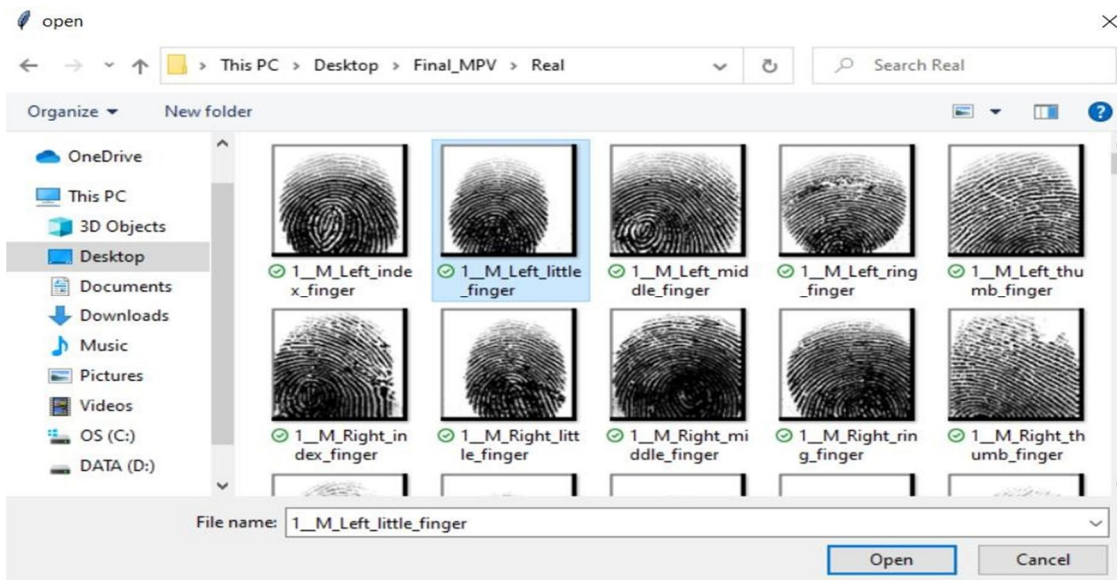 open
This PC > Desktop > Final_MPV > Real
Search Real
Organize
New folder
OneDrive
This PC
3D Objects
Desktop
Documents
Downloads
Music
Pictures
Videos
OS (C:)
DATA (D:)
1__M_Left_inde
x_finger
1__M_Left_little
_finger
1__M_Left_mid
dle_finger
1__M_Left_ring
_finger
1__M_Left_thu
mb_finger
1__M_Right_in
dex_finger
1__M_Right_litt
le_finger
1__M_Right_mi
ddle_finger
1__M_Right_rin
g_finger
1__M_Right_th
umb_finger
File name: 1__M_Left_little_finger
Open
Cancel